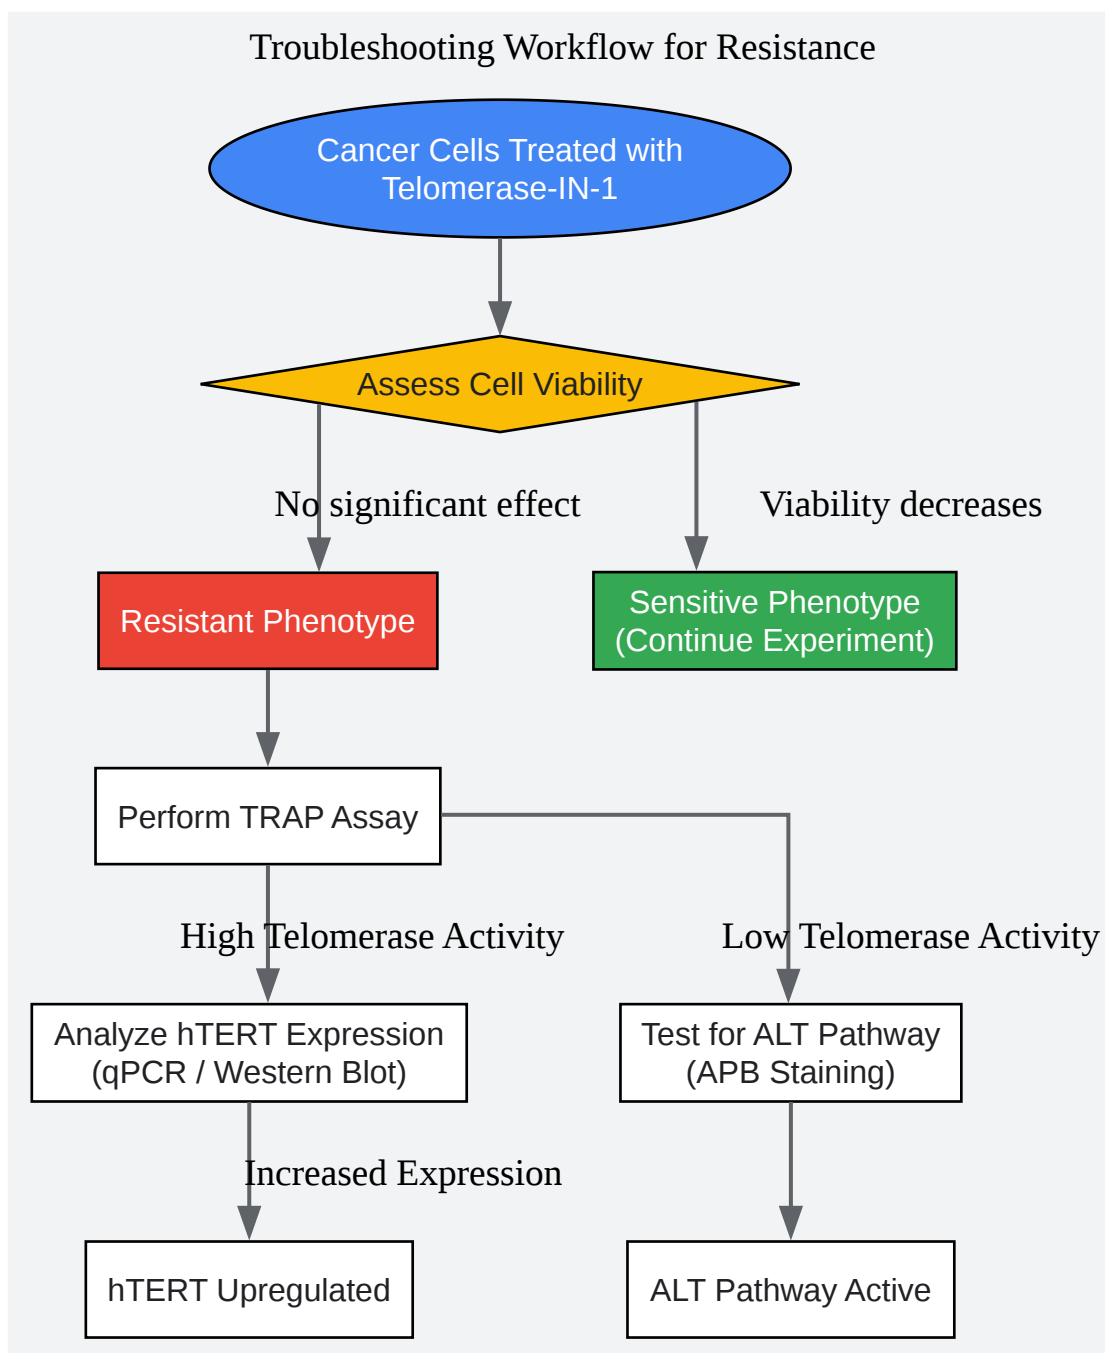 Troubleshooting Workflow for Resistance
Cancer Cells Treated with
Telomerase-IN-1
Assess Cell Viability
No significant effect
Viability decreases
Resistant Phenotype
Sensitive Phenotype
(Continue Experiment)
Perform TRAP Assay
High Telomerase Activity
Low Telomerase Activity
Analyze hTERT Expression
(qPCR / Western Blot)
Test for ALT Pathway
(APB Staining)
Increased Expression
hTERT Upregulated
ALT Pathway Active